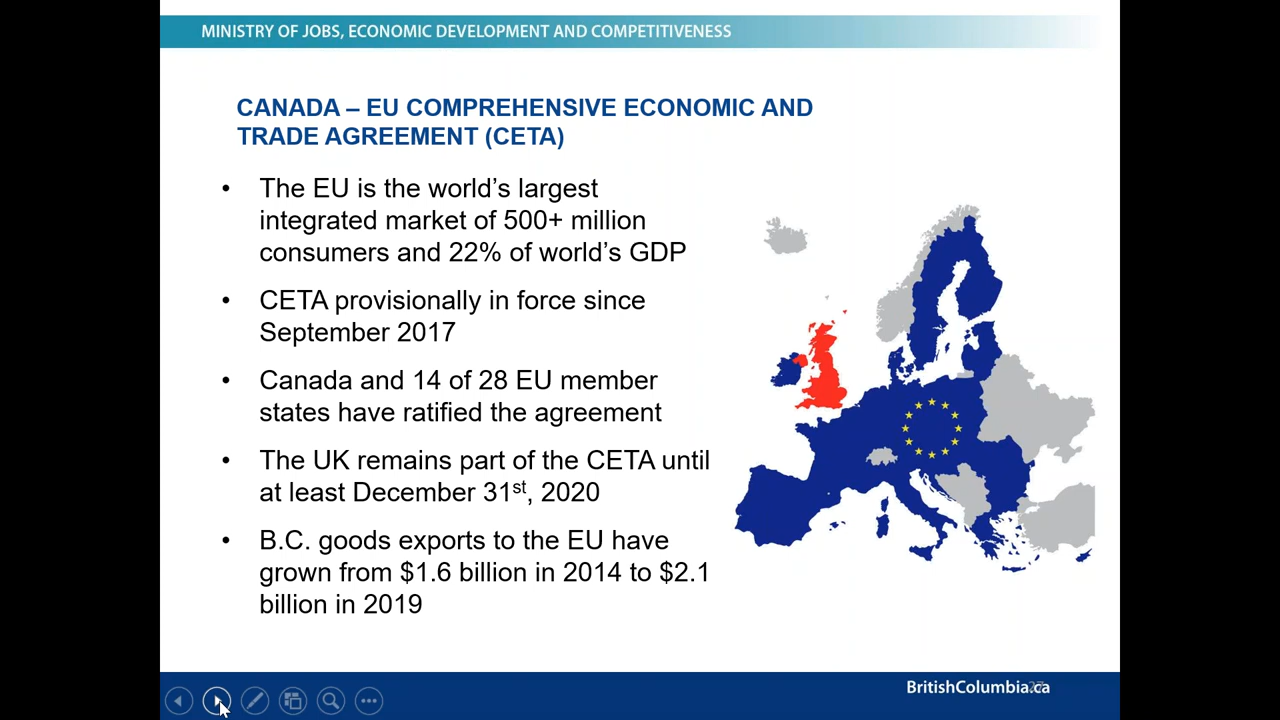 MINISTRY OF JOBS, ECONOMIC DEVELOPMENT AND COMPETITIVENESS
CANADA – EU COMPREHENSIVE ECONOMIC AND
TRADE AGREEMENT (CETA)
• The EU is the world’s largest
integrated market of 500+ million
consumers and 22% of world’s GDP
• CETA provisionally in force since
September 2017
• Canada and 14 of 28 EU member
states have ratified the agreement
• The UK remains part of the CETA until
at least December 31st, 2020
• B.C. goods exports to the EU have
grown from $1.6 billion in 2014 to $2.1
billion in 2019
BritishColumbia.ca